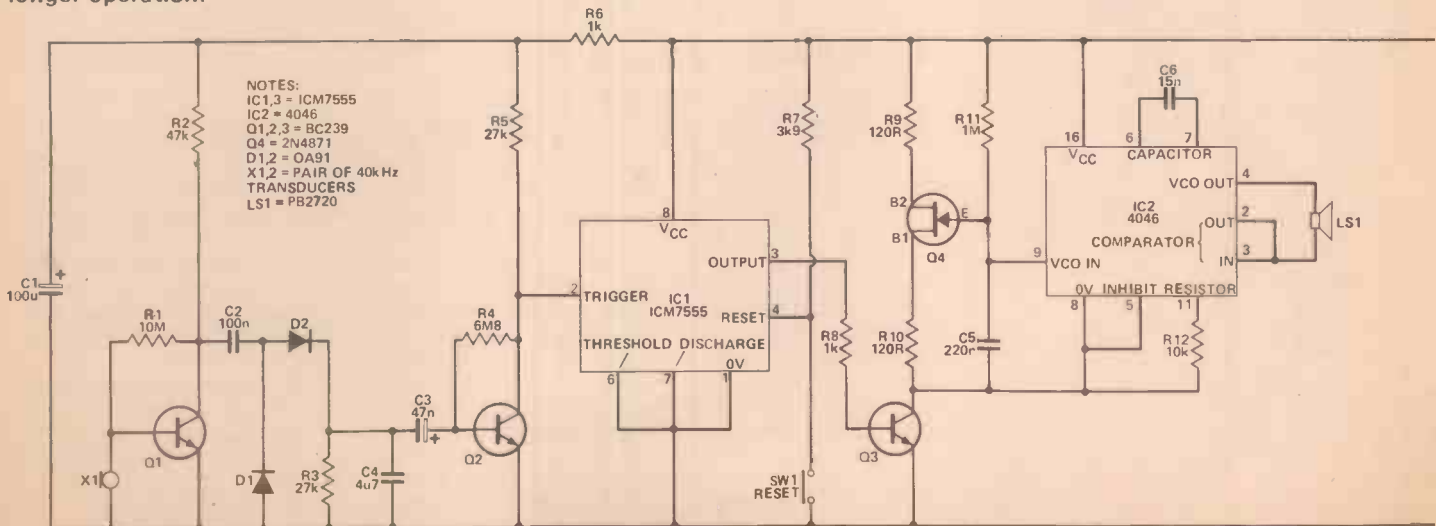 longer operation.
R6
1k
NOTES:
IC1,3 = ICM7555
IC2 = 4046
Q1,2,3 = BC239
Q4 = 2N4871
D1,2 = OA91
X1,2 = PAIR OF 40kHz
TRANSDUCERS
LS1 = PB2720
R2
47k
R5
27k
R7
3k9
R9
120R
R11
1M
C6
15n
16
VCC
6
7
CAPACITOR
VCO OUT
4
IC2
4046
OUT
2
COMPARATOR
IN
3
LS1
9
VCO IN
0V
INHIBIT
RESISTOR
8
5
11
B2
B1
E
Q4
8
VCC
OUTPUT
3
2
TRIGGER
IC1
ICM7555
RESET
4
THRESHOLD
DISCHARGE
0V
6
7
1
C1
100u
+
R1
10M
C2
100n
D2
R4
6M8
R8
1k
R10
120R
C5
220n
R12
10k
C3
47n
+
Q1
Q2
Q3
X1
D1
R3
27k
C4
4u7
SW1
RESET